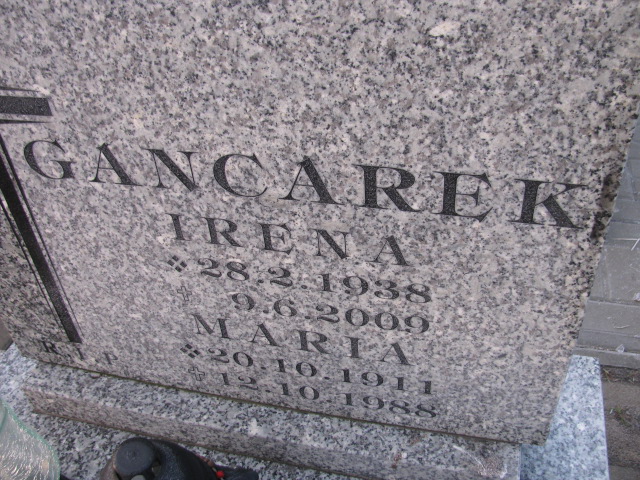 GANCAREK
IRENA
28.2.1938
9.6.2009
MARIA
20.10.1911
12.10.1988
R.I.P